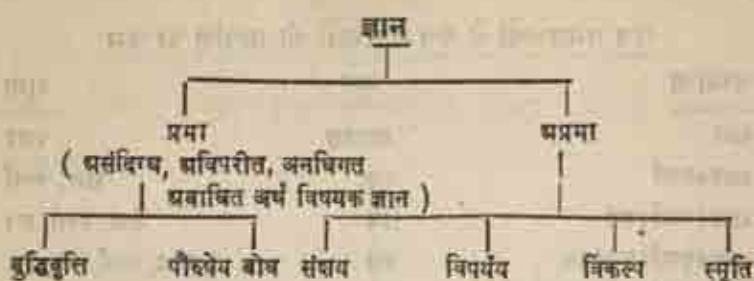 ज्ञान
प्रमा अप्रमा
( असंदिग्ध, अविपरीत, अनधिगत
अबाधित अर्थ विषयक ज्ञान )
बुद्धिवृत्ति पौरुषेय बोध संशय विपर्यय विकल्प स्मृति